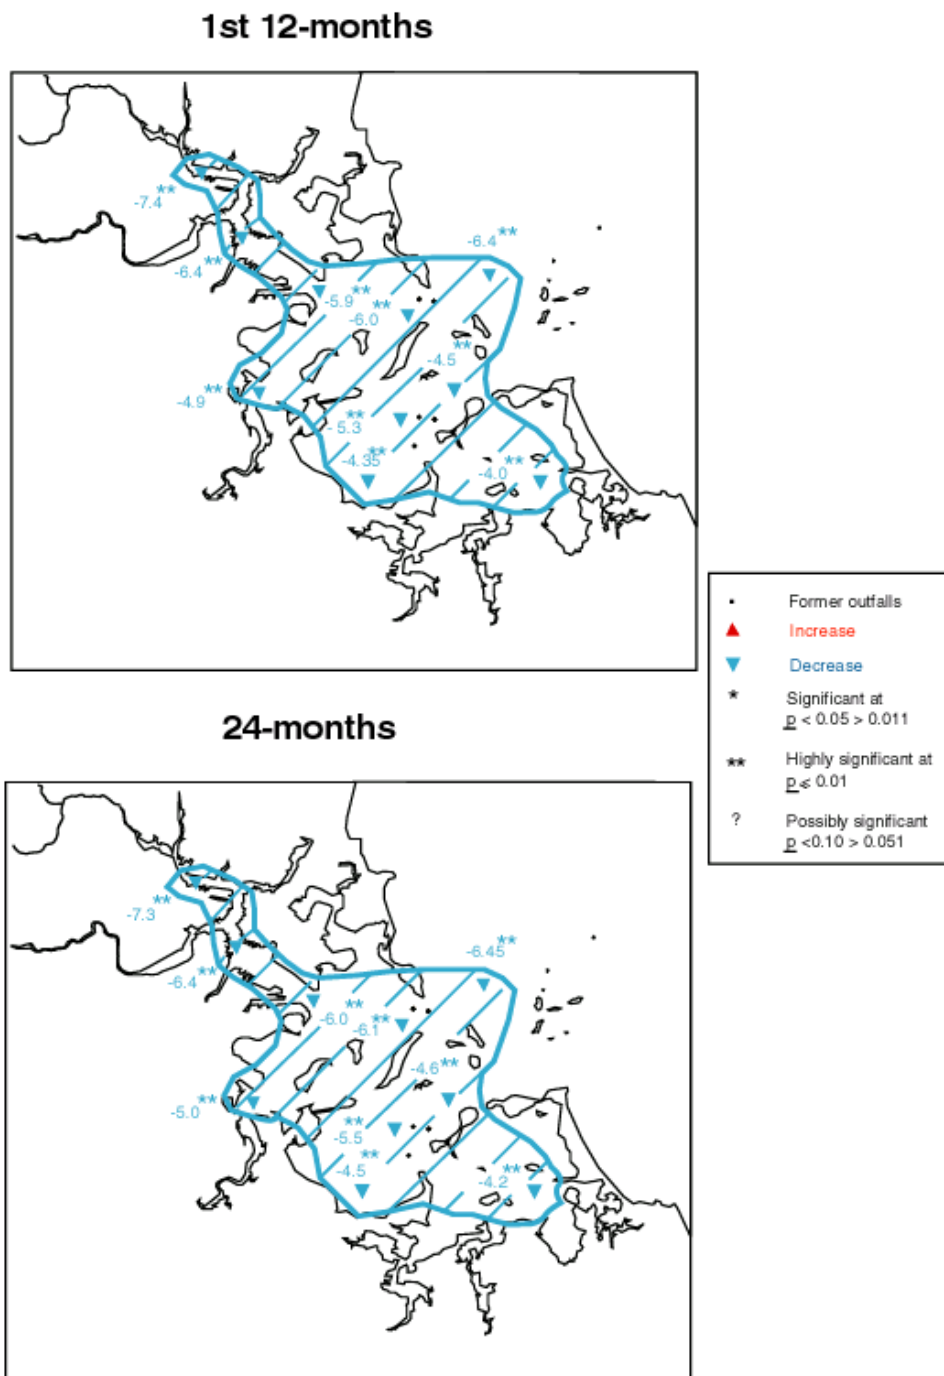 1st 12-months
-7.4**
-6.4**
-6.4**
-5.9**
-6.0**
-4.5**
-4.9**
- 5.3**
-4.35**
-4.0**
• Former outfalls
▲ Increase
▼ Decrease
* Significant at
p < 0.05 > 0.011
** Highly significant at
p ⩽ 0.01
? Possibly significant
p <0.10 > 0.051
24-months
-7.3**
-6.4**
-6.45**
-6.0**
-6.1**
-4.6**
-5.0**
-5.5**
-4.5**
-4.2**